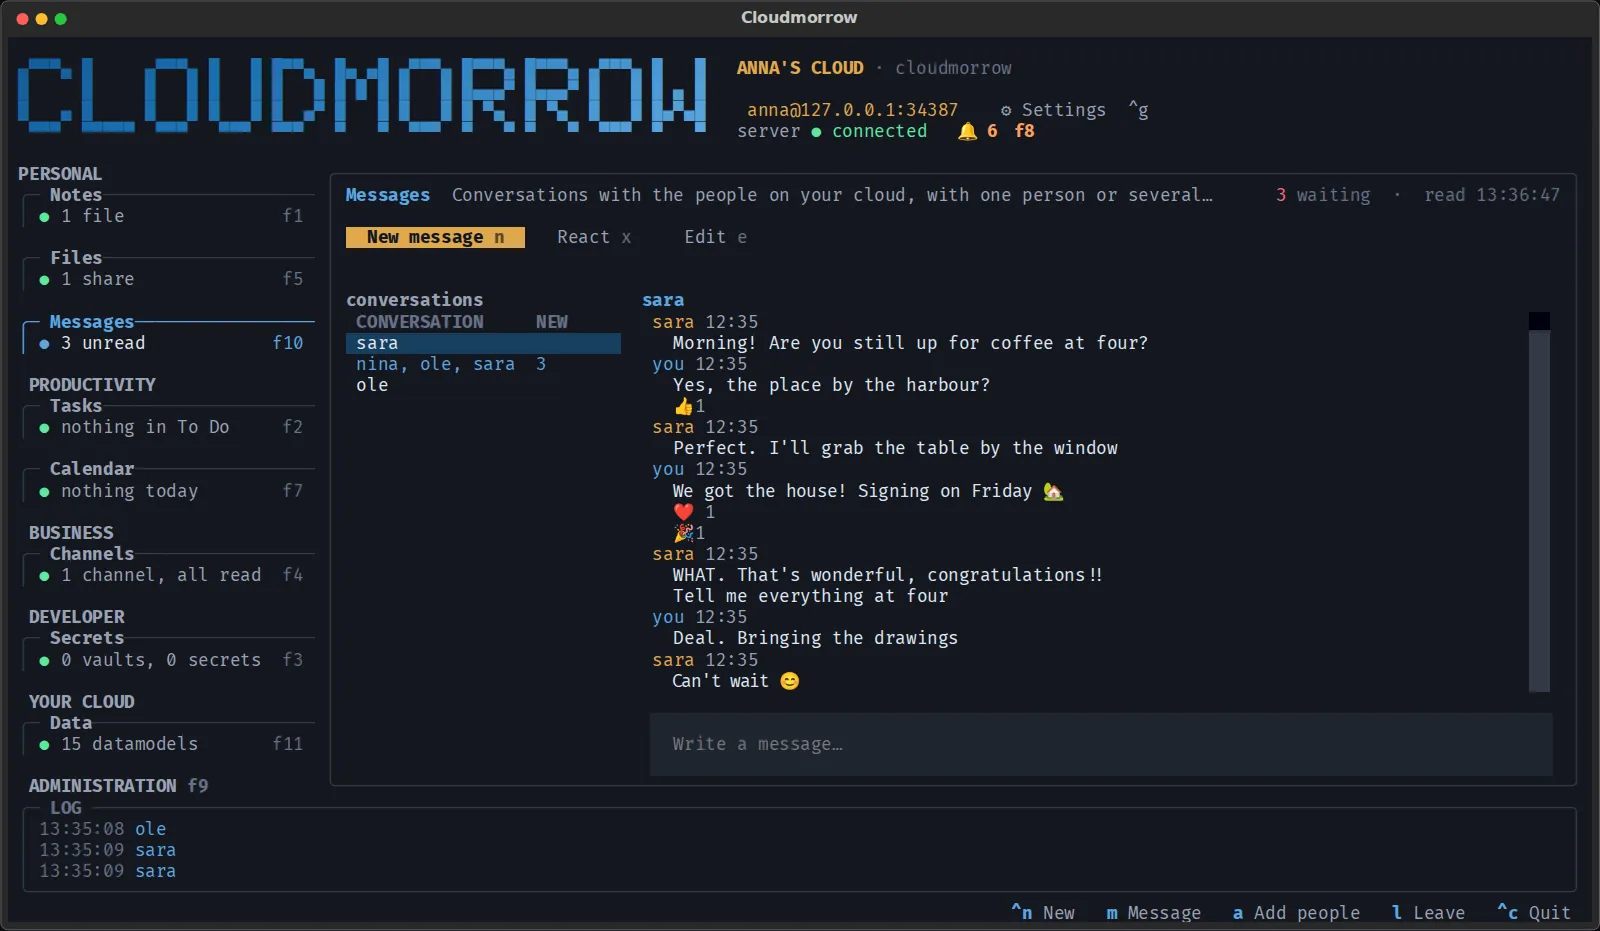 Cloudmorrow
CLOUDMORROW
ANNA'S CLOUD · cloudmorrow
anna@127.0.0.1:34387 ⚙ Settings ^g
server ● connected 🔔 6 f8
PERSONAL
Notes
● 1 file f1
Files
● 1 share f5
Messages
● 3 unread f10
PRODUCTIVITY
Tasks
● nothing in To Do f2
Calendar
● nothing today f7
BUSINESS
Channels
● 1 channel, all read f4
DEVELOPER
Secrets
● 0 vaults, 0 secrets f3
YOUR CLOUD
Data
● 15 datamodels f11
ADMINISTRATION f9
Messages Conversations with the people on your cloud, with one person or several… 3 waiting · read 13:36:47
New message n React x Edit e
conversations
CONVERSATION NEW
sara
nina, ole, sara 3
ole
sara
sara 12:35
Morning! Are you still up for coffee at four?
you 12:35
Yes, the place by the harbour?
👍1
sara 12:35
Perfect. I'll grab the table by the window
you 12:35
We got the house! Signing on Friday 🏡
❤️ 1
🎉1
sara 12:35
WHAT. That's wonderful, congratulations!!
Tell me everything at four
you 12:35
Deal. Bringing the drawings
sara 12:35
Can't wait 😊
Write a message…
LOG
13:35:08 ole
13:35:09 sara
13:35:09 sara
^n New m Message a Add people l Leave ^c Quit